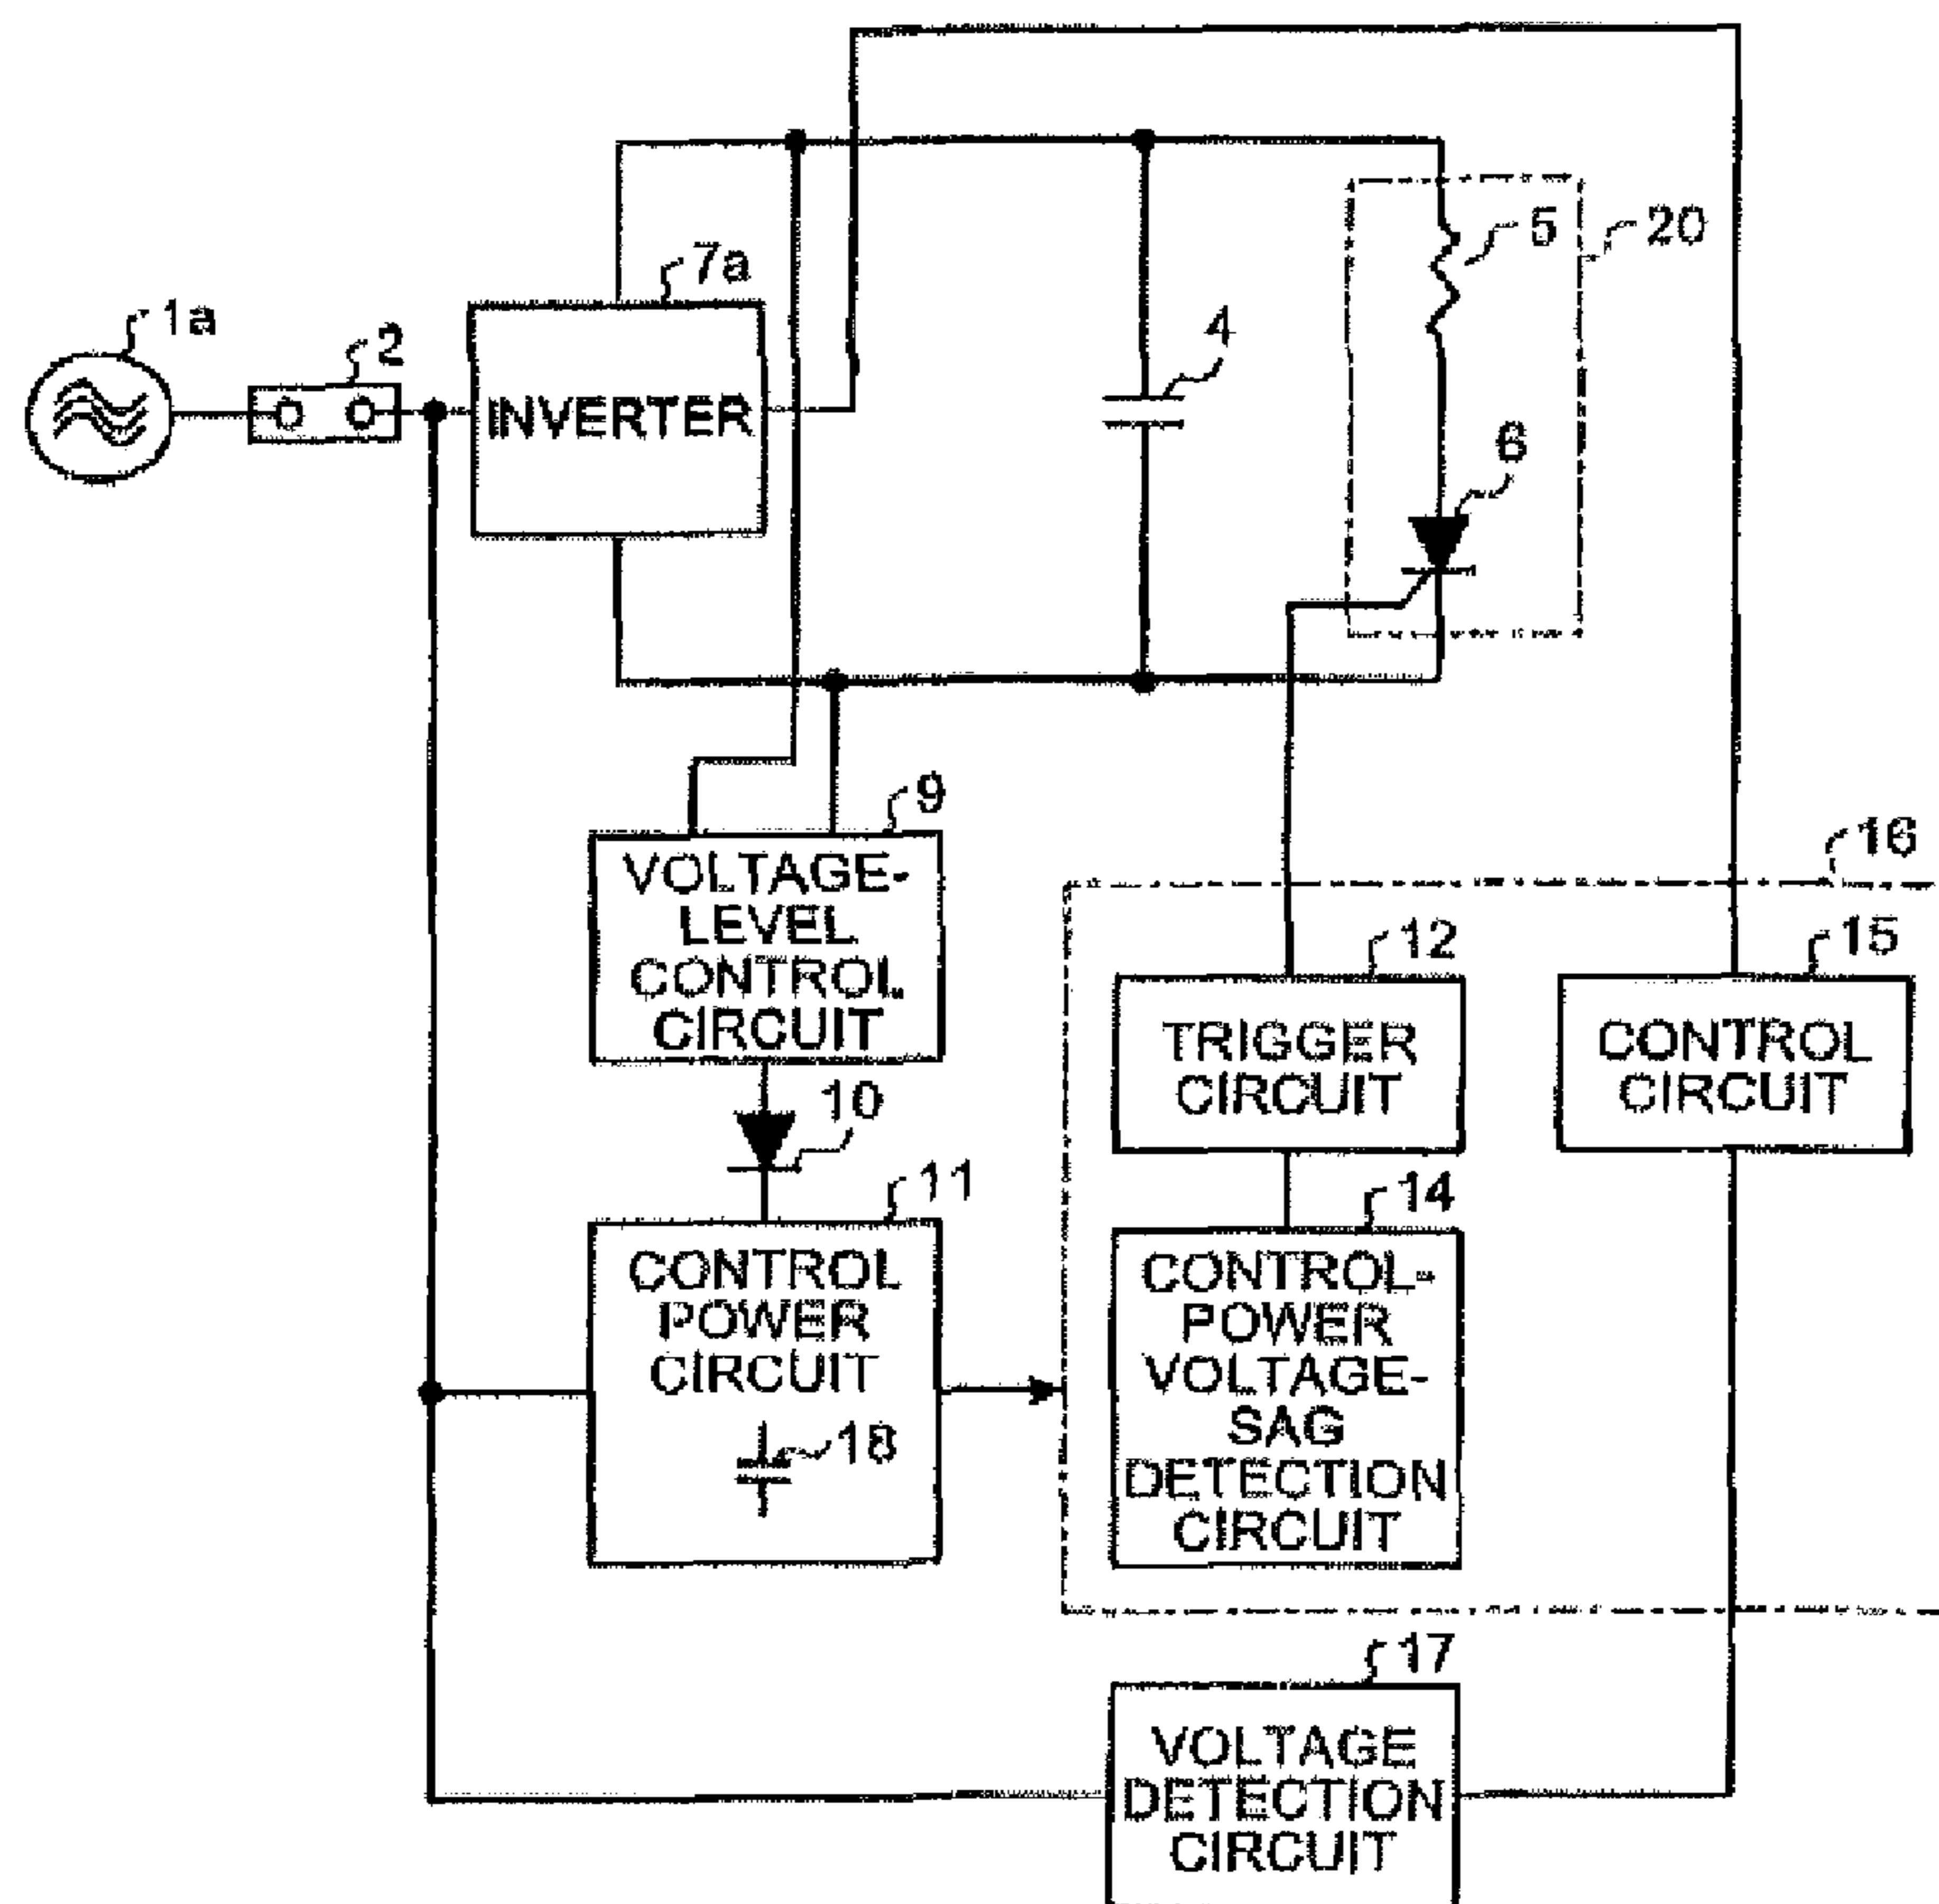 1a
2
7a
INVERTER
4
5
20
6
9
VOLTAGE-
LEVEL
CONTROL
CIRCUIT
10
11
CONTROL
POWER
CIRCUIT
18
16
12
TRIGGER
CIRCUIT
15
CONTROL
CIRCUIT
14
CONTROL-
POWER
VOLTAGE-
SAG
DETECTION
CIRCUIT
17
VOLTAGE
DETECTION
CIRCUIT